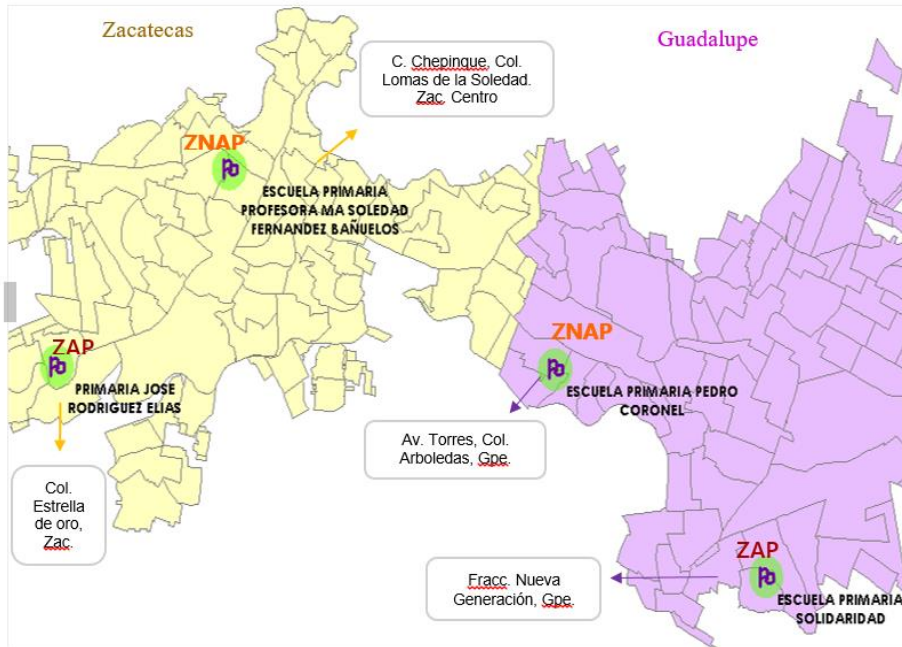 Zacatecas
Guadalupe
C. Chepinque, Col.
Lomas de la Soledad.
Zac, Centro
ZNAP
ESCUELA PRIMARIA
PROFESORA MA SOLEDAD
FERNANDEZ BAÑUELOS
ZAP
PRIMARIA JOSE
RODRIGUEZ ELIAS
ZNAP
ESCUELA PRIMARIA PEDRO
CORONEL
Av. Torres, Col.
Arboledas, Gpe.
Col.
Estrella
de oro,
Zac.
ZAP
Fracc. Nueva
Generación, Gpe.
ESCUELA PRIMARIA
SOLIDARIDAD